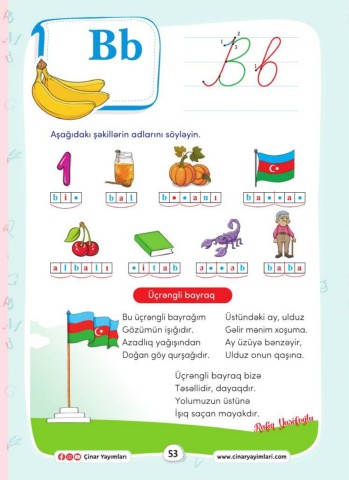 Bb
B b
Aşağıdakı şəkillərin adlarını söyləyin.
b i •
b a l
b • • a n ı
b a • • a •
a l b a l ı
• i t a b
ə • • ə b
b a b a
Üçrəngli bayraq
Bu üçrəngli bayrağım
Gözümün işığıdır.
Azadlıq yağışından
Doğan göy qurşağıdır.
Üstündəki ay, ulduz
Gəlir mənim xoşuma.
Ay üzüyə bənzəyir,
Ulduz onun qaşına.
Üçrəngli bayraq bizə
Təsəllidir, dayaqdır.
Yolumuzun üstünə
İşıq saçan mayakdır.
Rafiq Yusifoğlu
Çinar Yayımları
53
www.cinaryayimlari.com